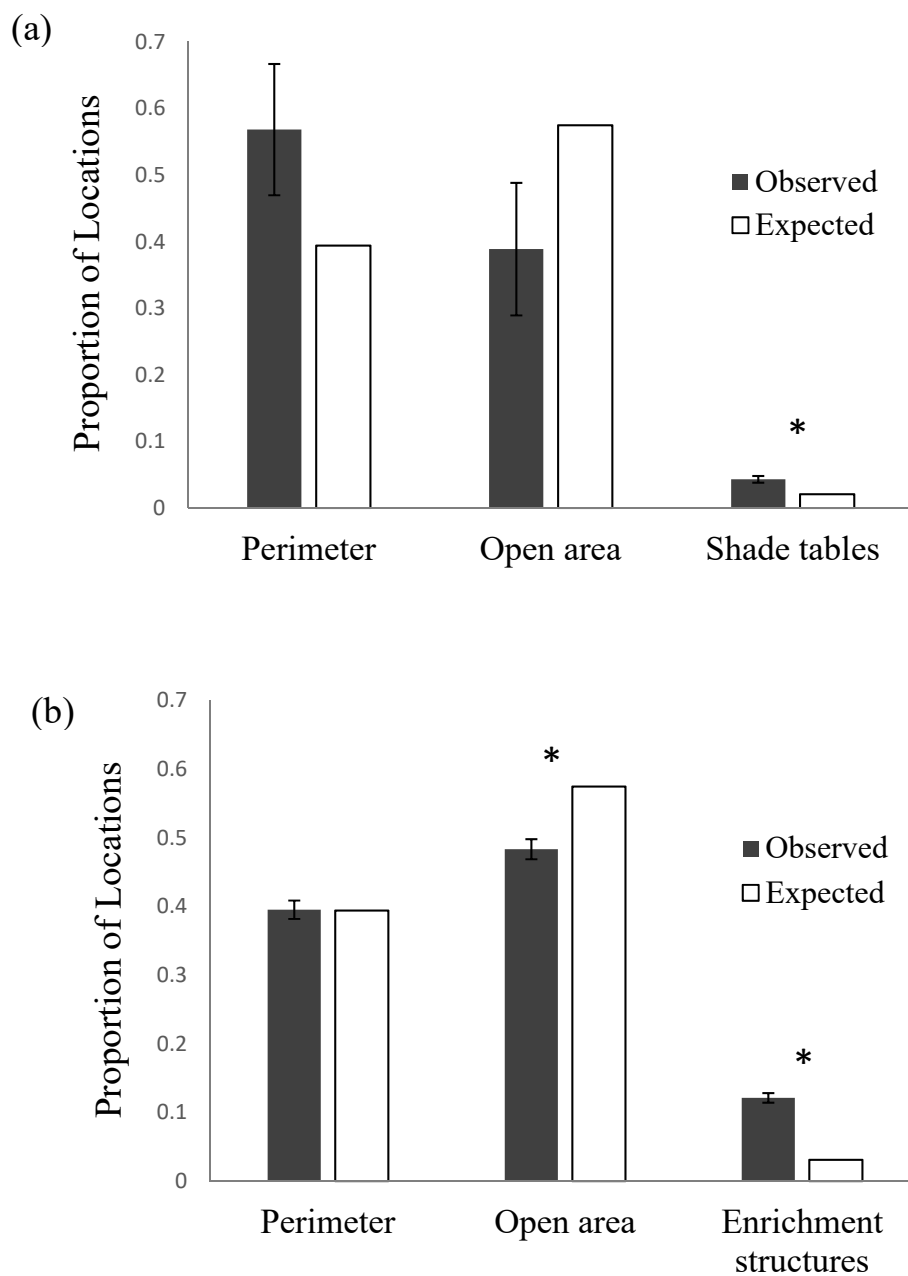 (a)
0.7
0.6
0.5
0.4
0.3
0.2
0.1
0
Proportion of Locations
Observed
Expected
*
Perimeter Open area Shade tables
(b)
0.7
0.6
0.5
0.4
0.3
0.2
0.1
0
Proportion of Locations
*
Observed
Expected
*
Perimeter Open area Enrichment
structures